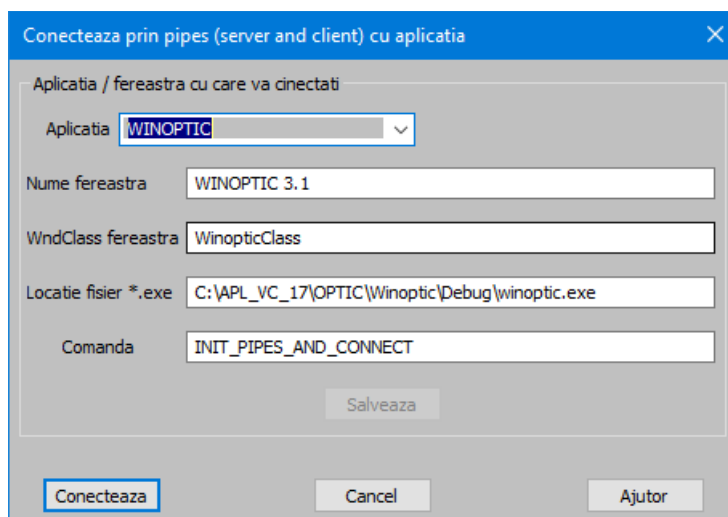 Conecteaza prin pipes (server and client) cu aplicatia
Aplicatia / fereastra cu care va cinectati
Aplicatia WINOPTIC
Nume fereastra WINOPTIC 3.1
WndClass fereastra WinopticClass
Locatie fisier *.exe C:\APL_VC_17\OPTIC\Winoptic\Debug\winoptic.exe
Comanda INIT_PIPES_AND_CONNECT
Salveaza
Conecteaza Cancel Ajutor